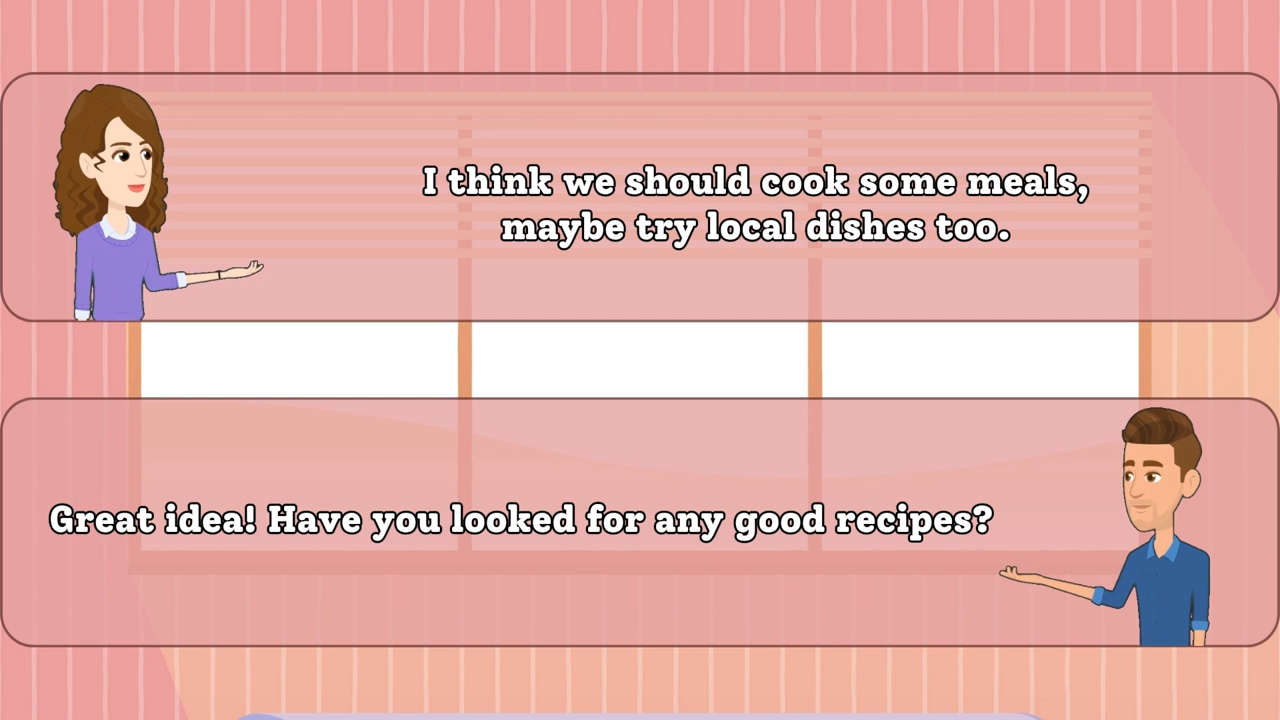 I think we should cook some meals,
maybe try local dishes too.
Great idea! Have you looked for any good recipes?